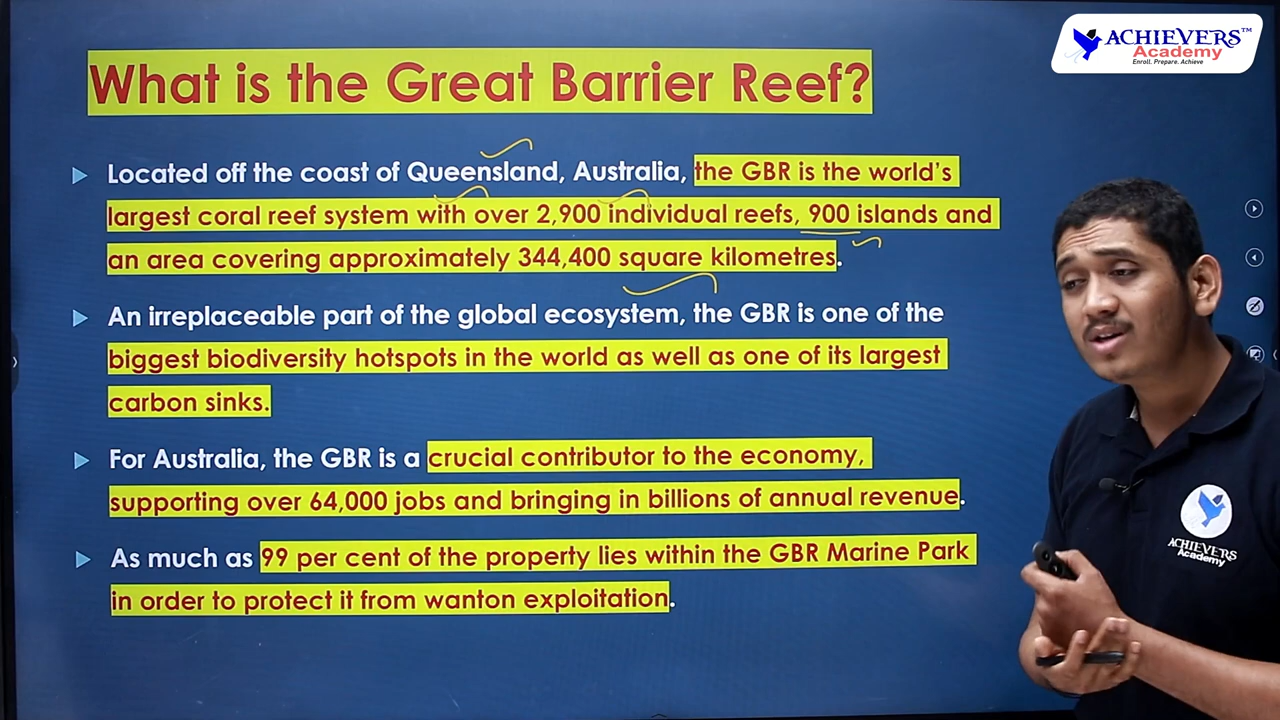 ACHIEVERS™
Academy
Enroll. Prepare. Achieve
What is the Great Barrier Reef?
Located off the coast of Queensland, Australia, the GBR is the world's
largest coral reef system with over 2,900 individual reefs, 900 islands and
an area covering approximately 344,400 square kilometres.
An irreplaceable part of the global ecosystem, the GBR is one of the
biggest biodiversity hotspots in the world as well as one of its largest
carbon sinks.
For Australia, the GBR is a crucial contributor to the economy,
supporting over 64,000 jobs and bringing in billions of annual revenue.
As much as 99 per cent of the property lies within the GBR Marine Park
in order to protect it from wanton exploitation.
ACHIEVERS
Academy